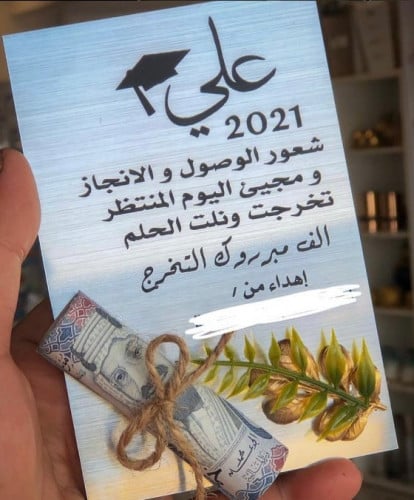 علي
2021
شعور الوصول و الانجاز
و مجيئ اليوم المنتظر
تخرجت ونلت الحلم
الف مبروك التخرج
إهداء من /